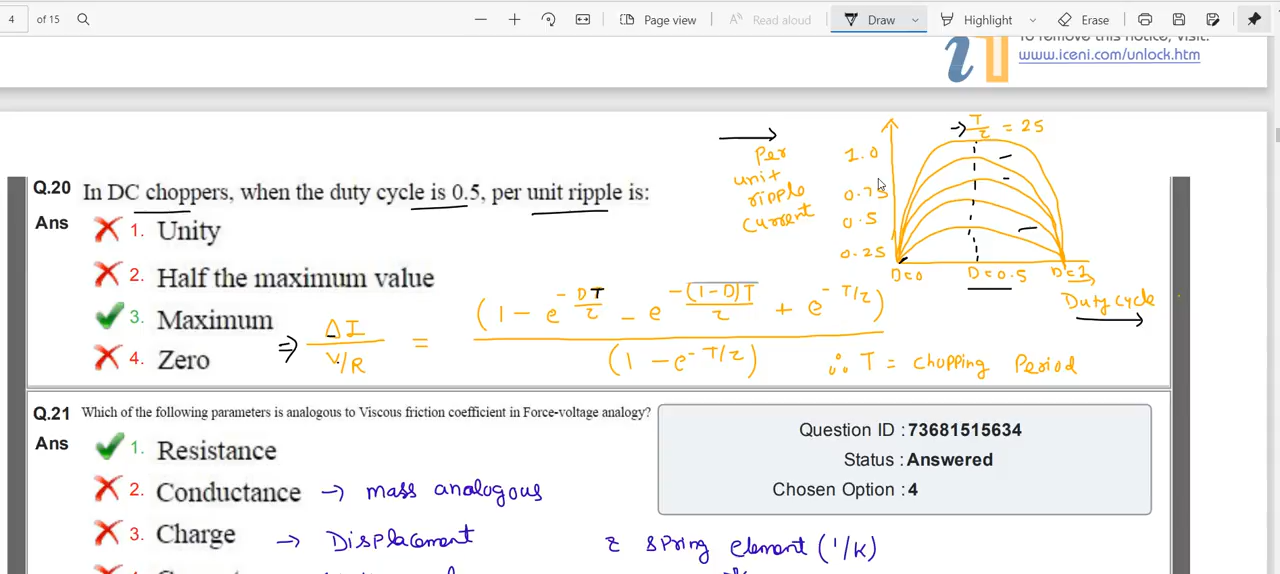 4 of 15 Page view Read aloud Draw Highlight Erase
To remove this notice, visit:
www.iceni.com/unlock.htm
Q.20 In DC choppers, when the duty cycle is 0.5, per unit ripple is:
Ans
1. Unity
2. Half the maximum value
3. Maximum
4. Zero
Per
unit
ripple
current
T/τ = 25
1.0
0.75
0.5
0.25
D=0 D=0.5 D=1
Duty cycle
⇒ ΔI / V/R = (1 - e^-DT/τ - e^-(1-D)T/τ + e^-T/τ) / (1 - e^-T/τ)
∴ T = Chopping Period
Q.21 Which of the following parameters is analogous to Viscous friction coefficient in Force-voltage analogy?
Ans
1. Resistance
2. Conductance → mass analogous
3. Charge → Displacement
spring element (1/K)
Question ID : 73681515634
Status : Answered
Chosen Option : 4